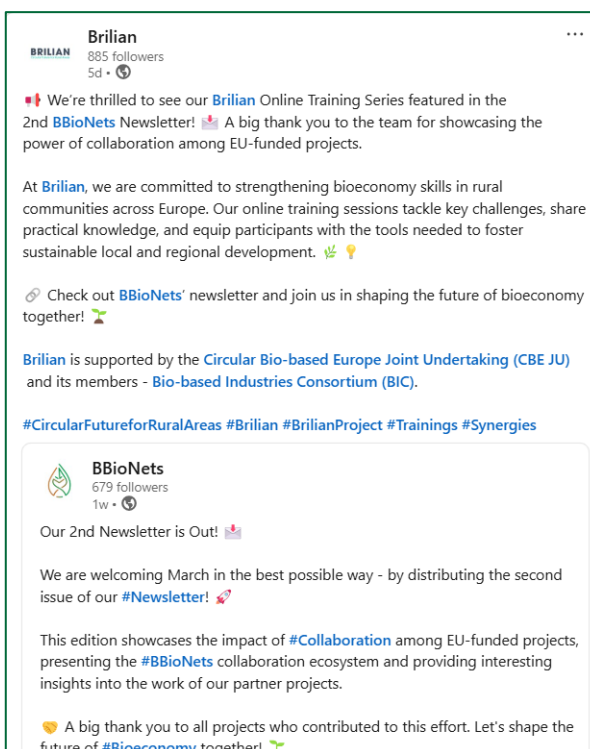 BRILIAN
Brilian
885 followers
5d •
📢 We're thrilled to see our Brilian Online Training Series featured in the
2nd BBioNets Newsletter! 📩 A big thank you to the team for showcasing the
power of collaboration among EU-funded projects.
At Brilian, we are committed to strengthening bioeconomy skills in rural
communities across Europe. Our online training sessions tackle key challenges, share
practical knowledge, and equip participants with the tools needed to foster
sustainable local and regional development. 🌿 💡
🔗 Check out BBioNets' newsletter and join us in shaping the future of bioeconomy
together! 🌱
Brilian is supported by the Circular Bio-based Europe Joint Undertaking (CBE JU)
and its members - Bio-based Industries Consortium (BIC).
#CircularFutureforRuralAreas #Brilian #BrilianProject #Trainings #Synergies
BBioNets
679 followers
1w •
Our 2nd Newsletter is Out! 📩
We are welcoming March in the best possible way - by distributing the second
issue of our #Newsletter! 🚀
This edition showcases the impact of #Collaboration among EU-funded projects,
presenting the #BBioNets collaboration ecosystem and providing interesting
insights into the work of our partner projects.
🤝 A big thank you to all projects who contributed to this effort. Let's shape the
future of #Bioeconomy together! 🌱